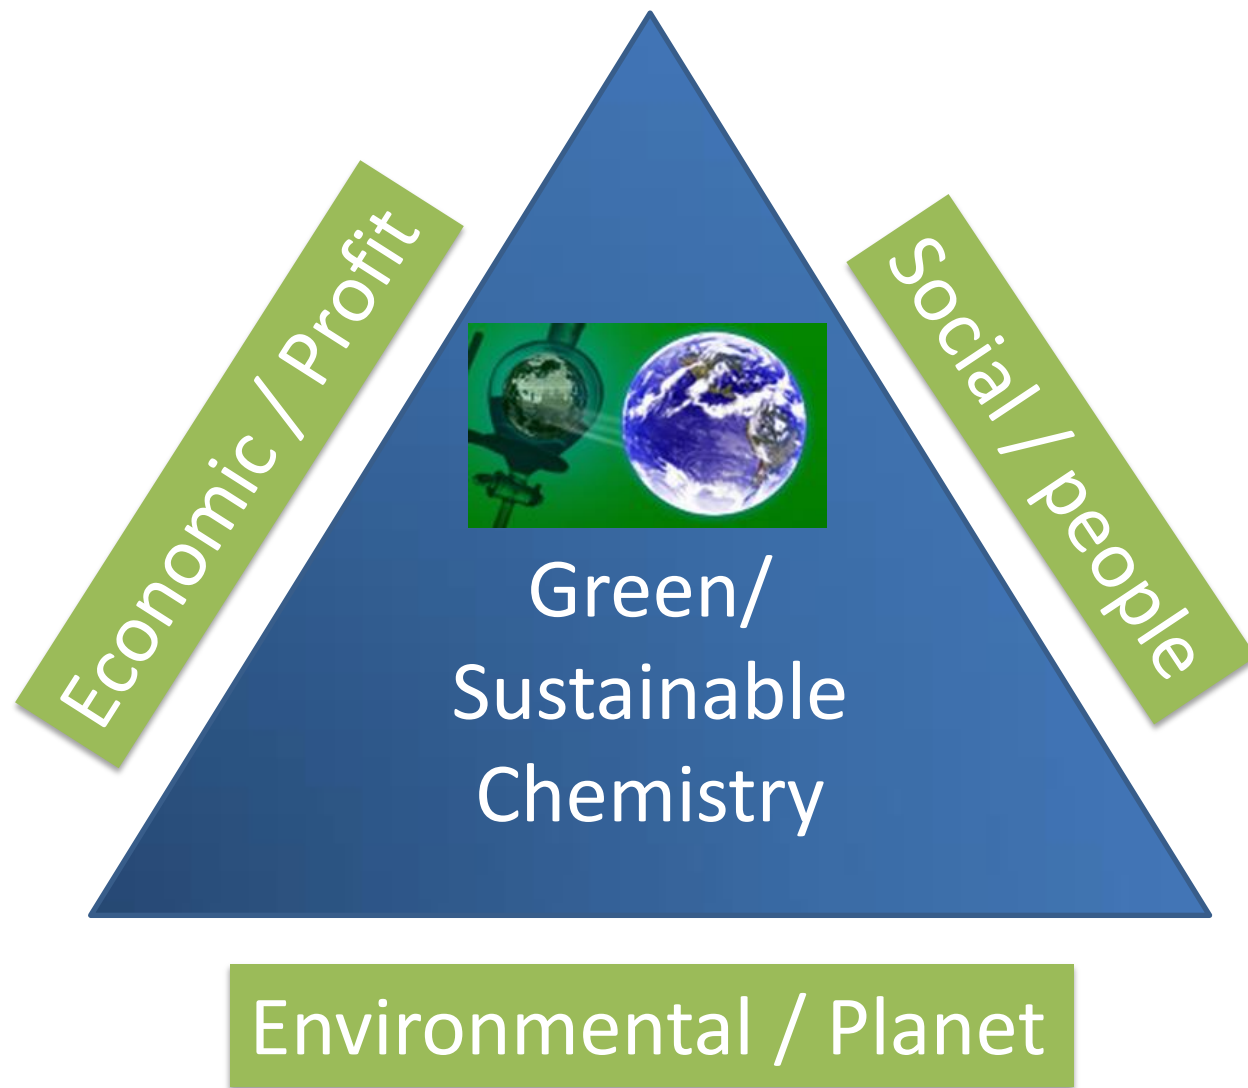 Economic / Profit
Social / people
Green/
Sustainable
Chemistry
Environmental / Planet